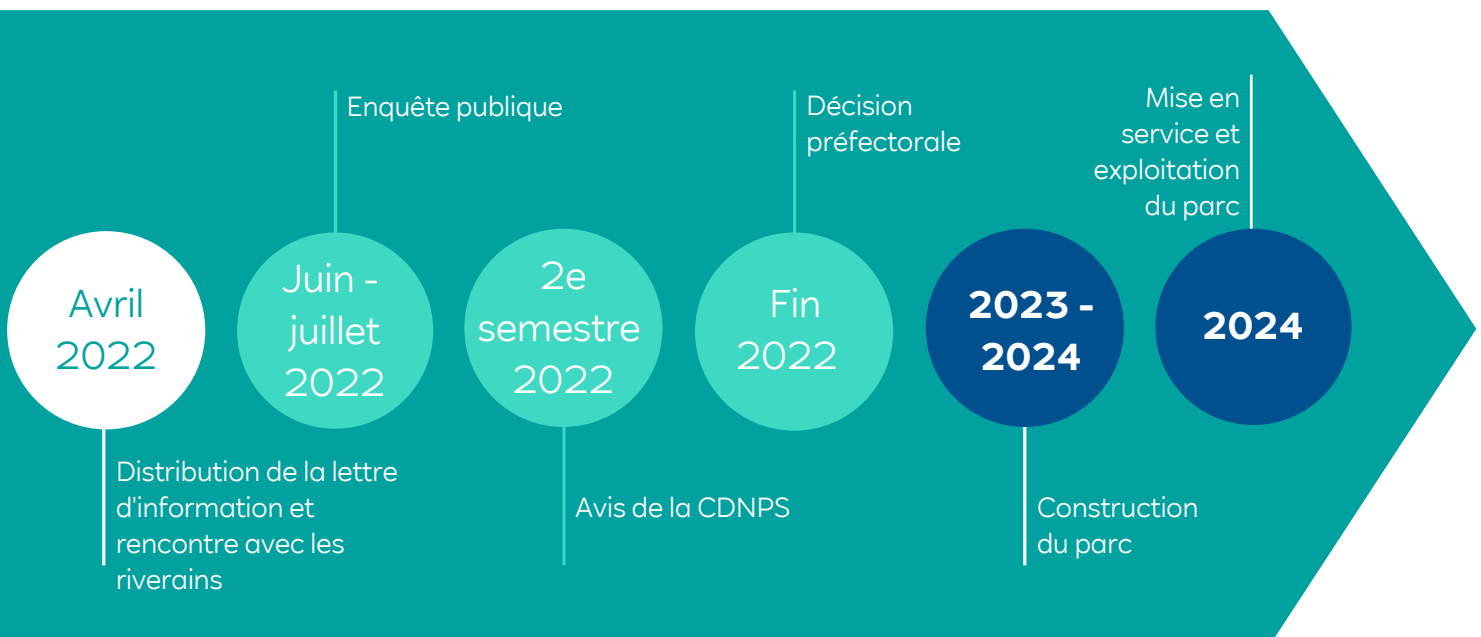 Avril
2022
Distribution de la lettre
d'information et
rencontre avec les
riverains
Enquête publique
Juin -
juillet
2022
2e
semestre
2022
Avis de la CDNPS
Décision
préfectorale
Fin
2022
2023 -
2024
Construction
du parc
Mise en
service et
exploitation
du parc
2024